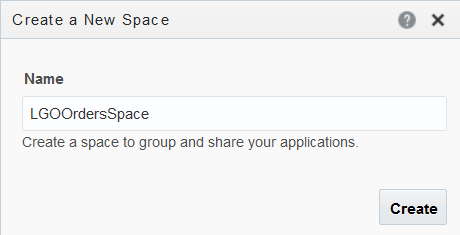 Create a New Space
Name
LGOOrdersSpace
Create a space to group and share your applications.
Create